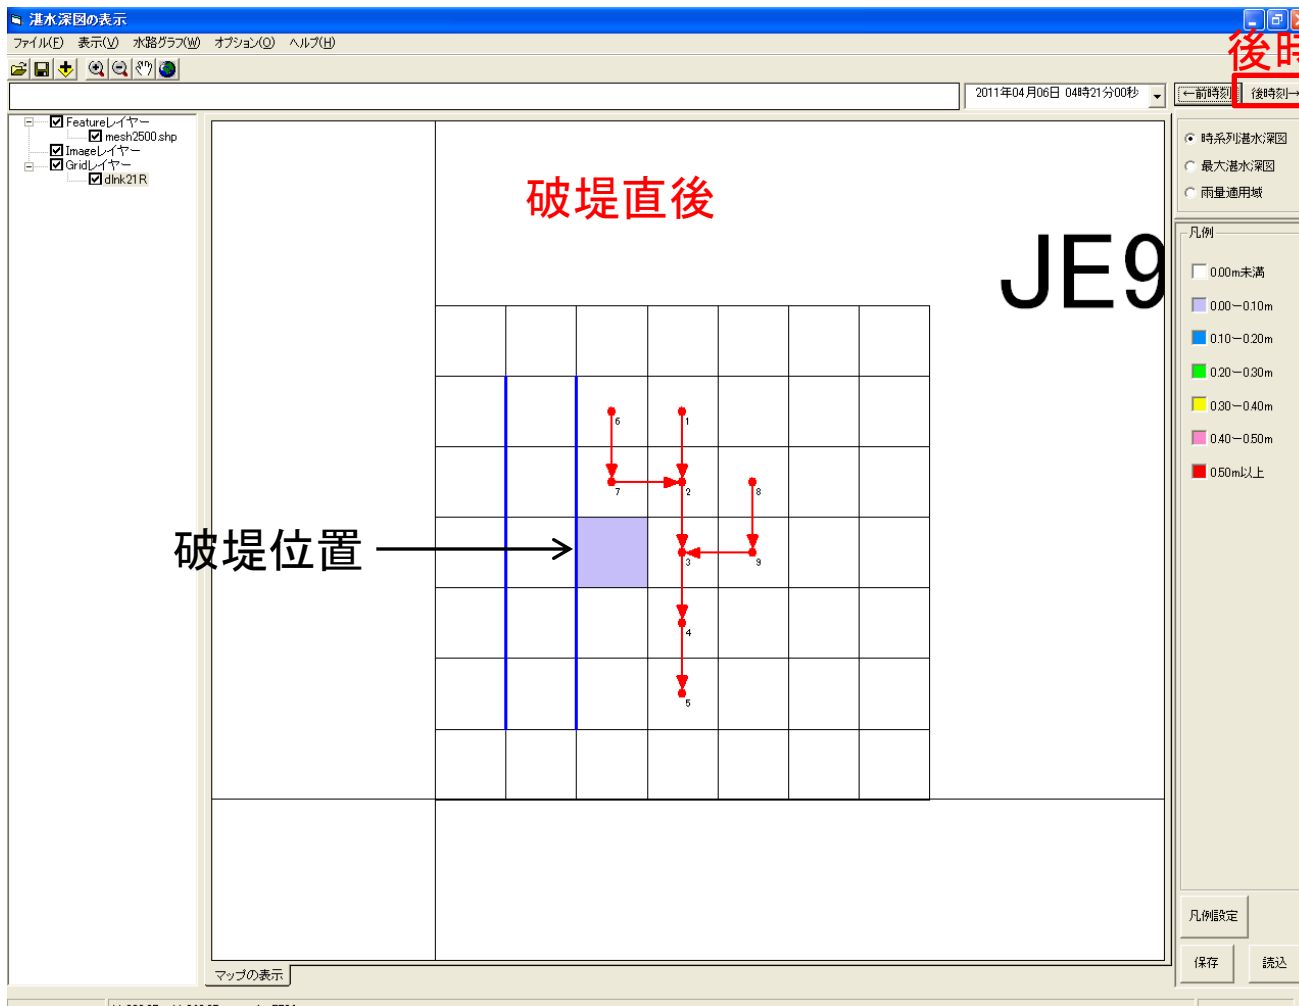 湛水深図の表示
ファイル(F) 表示(V) 水路グラフ(W) オプション(O) ヘルプ(H)
後時
2011年04月06日 04時21分00秒
←前時刻
後時刻→
Featureレイヤー
mesh2500.shp
Imageレイヤー
Gridレイヤー
dlnk21R
時系列湛水深図
最大湛水深図
雨量適用域
破堤直後
JE9
凡例
0.00m未満
0.00～0.10m
0.10～0.20m
0.20～0.30m
0.30～0.40m
0.40～0.50m
0.50m以上
6
1
7
2
8
破堤位置
3
9
4
5
凡例設定
保存
読込
マップの表示